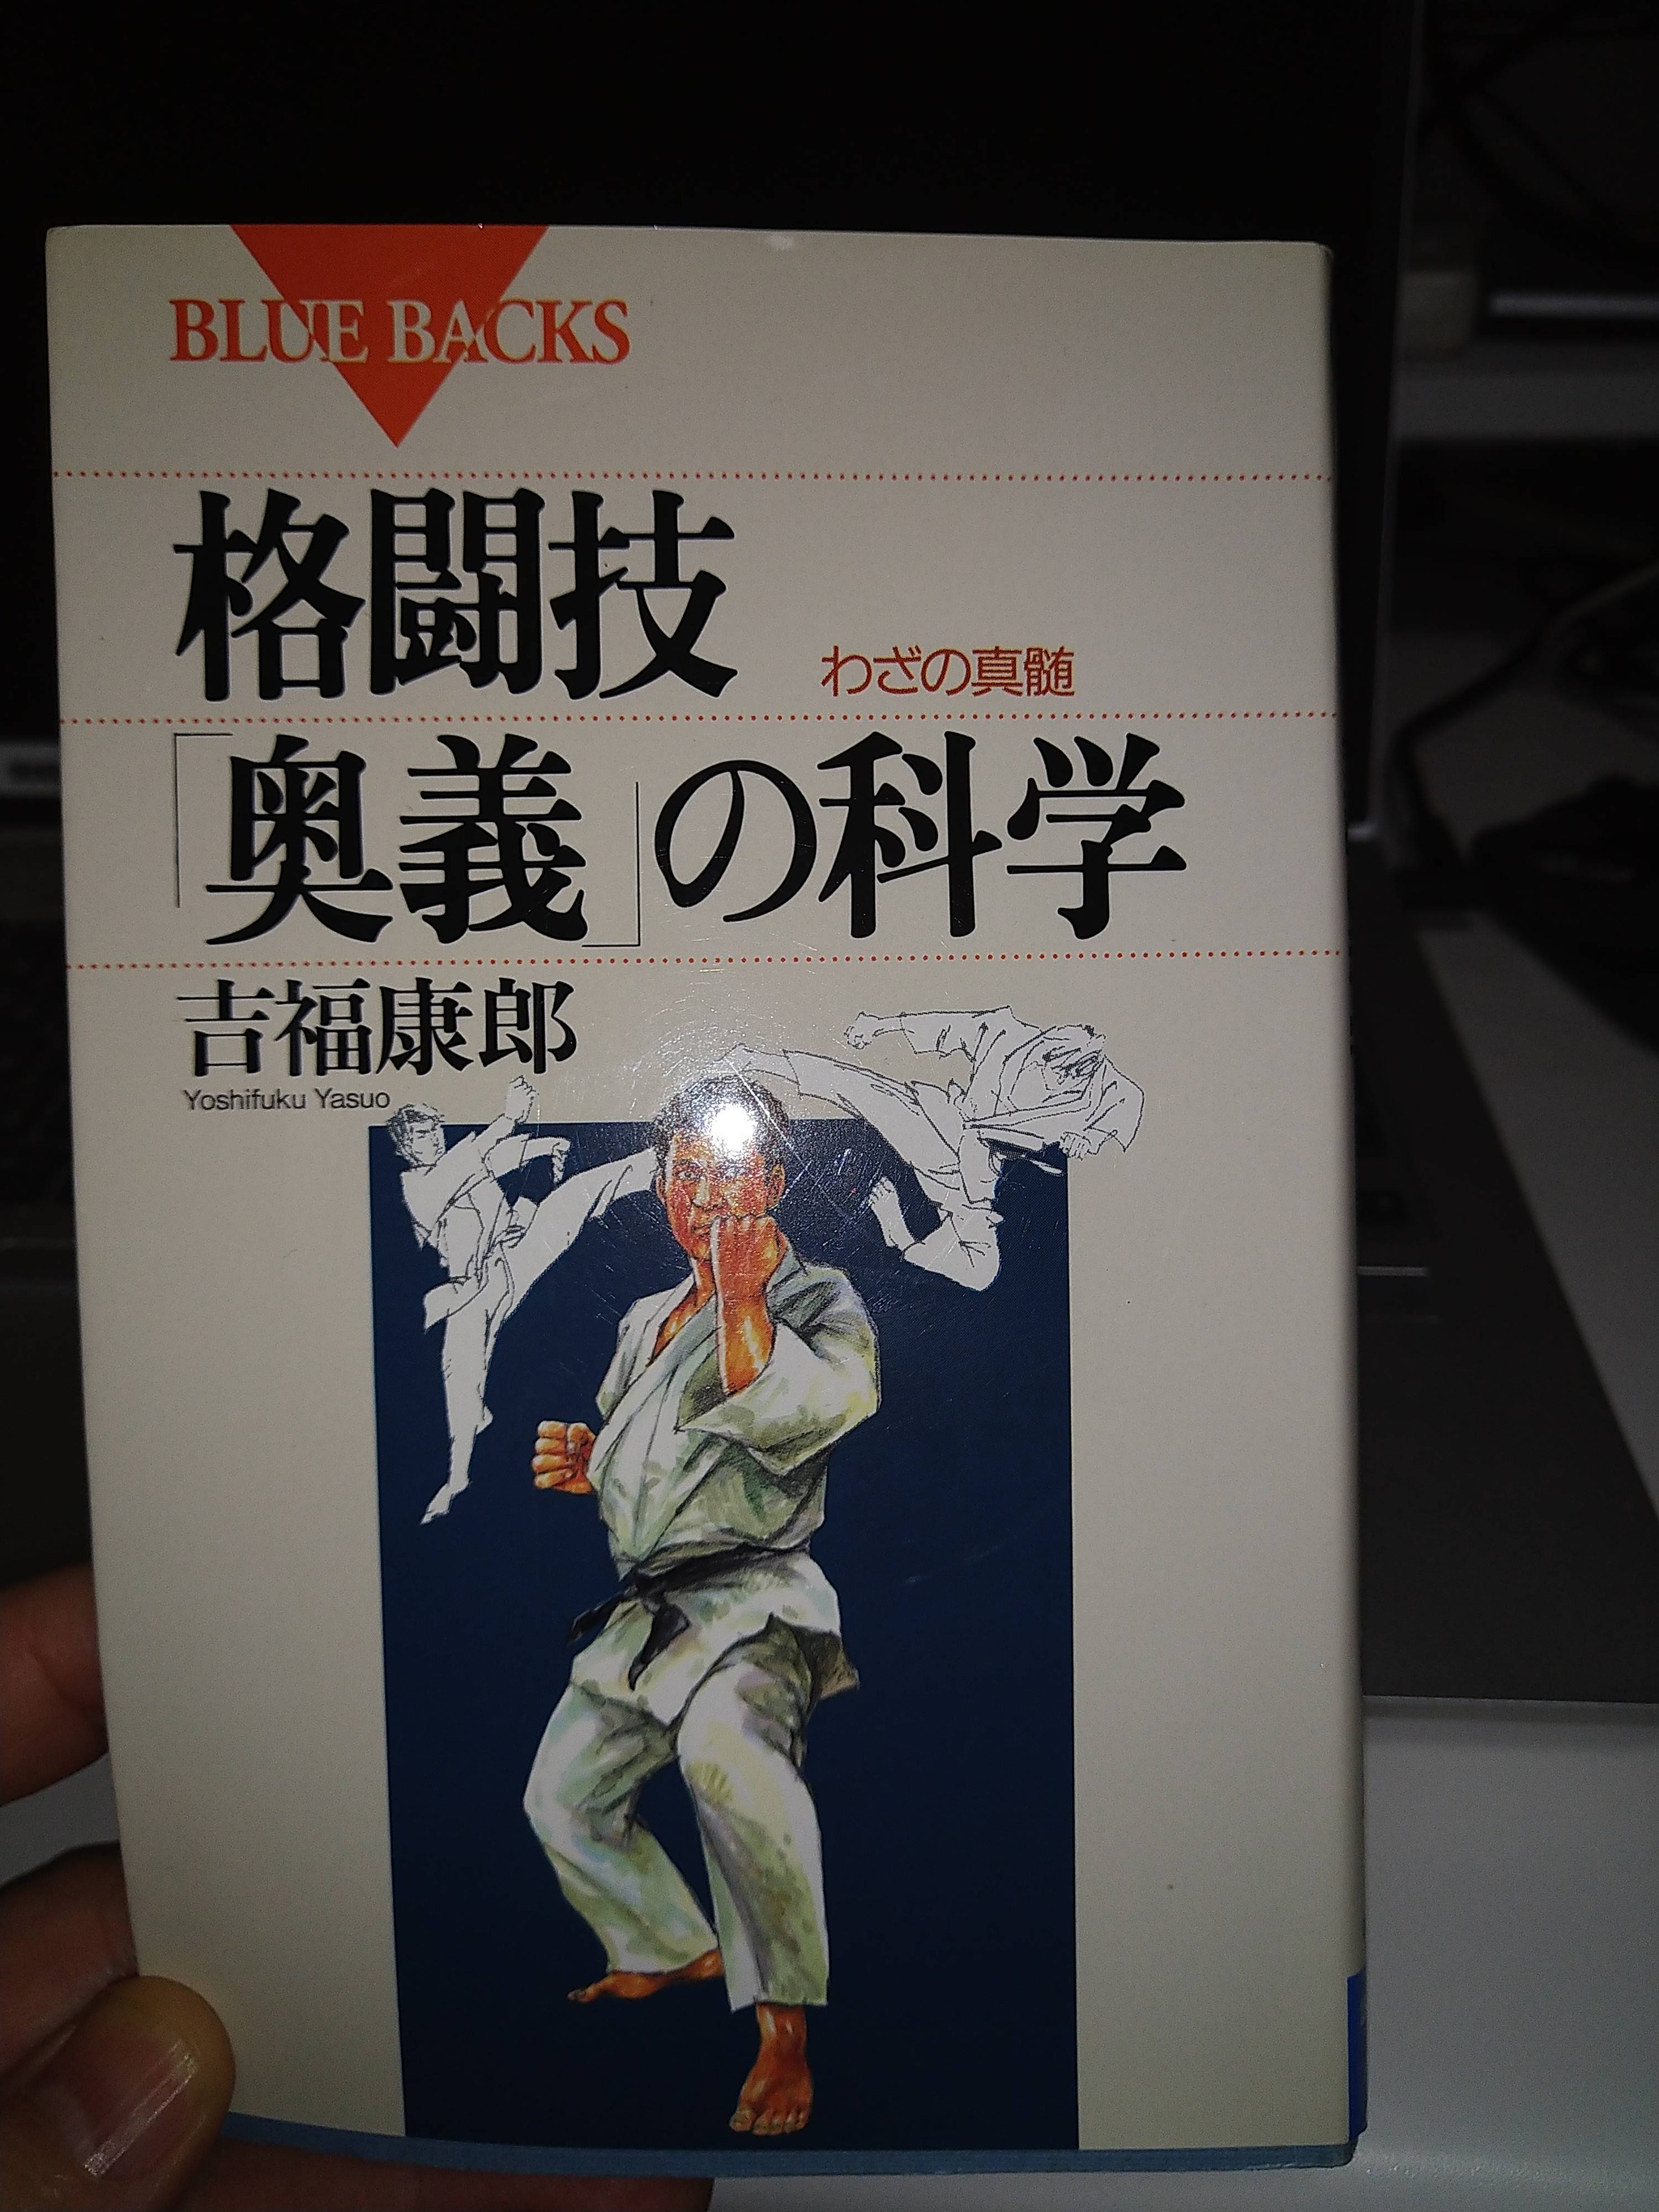 BLUE BACKS
格闘技
わざの真髄
「奥義」の科学
吉福康郎
Yoshifuku Yasuo